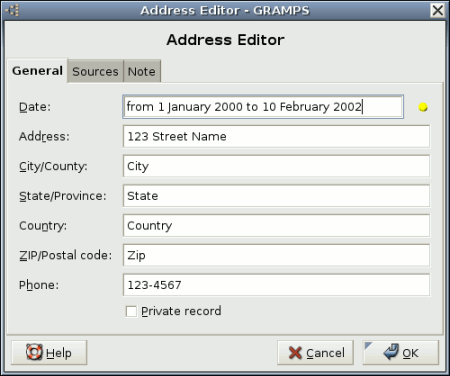 Address Editor - GRAMPS
Address Editor
General Sources Note
Date: from 1 January 2000 to 10 February 2002
Address: 123 Street Name
City/County: City
State/Province: State
Country: Country
ZIP/Postal code: Zip
Phone: 123-4567
Private record
Help Cancel OK